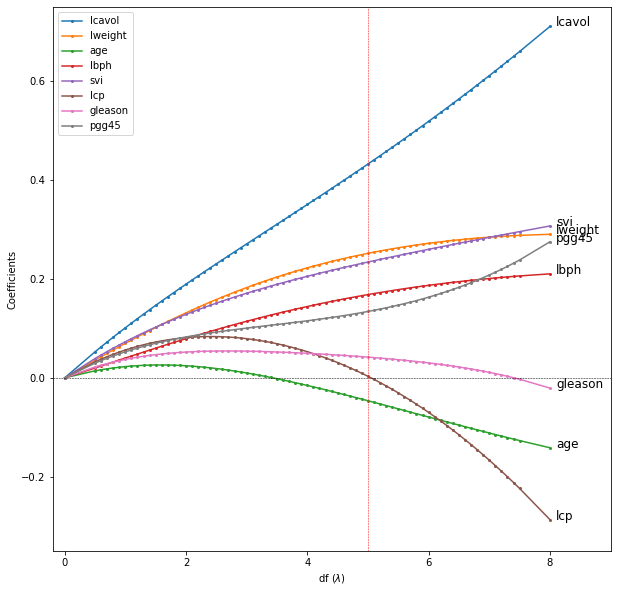 lcavol
lweight
age
lbph
svi
lcp
gleason
pgg45
lcavol
svi
lweight
pgg45
lbph
gleason
age
lcp
Coefficients
0.6
0.4
0.2
0.0
−0.2
0
2
4
6
8
df (λ)